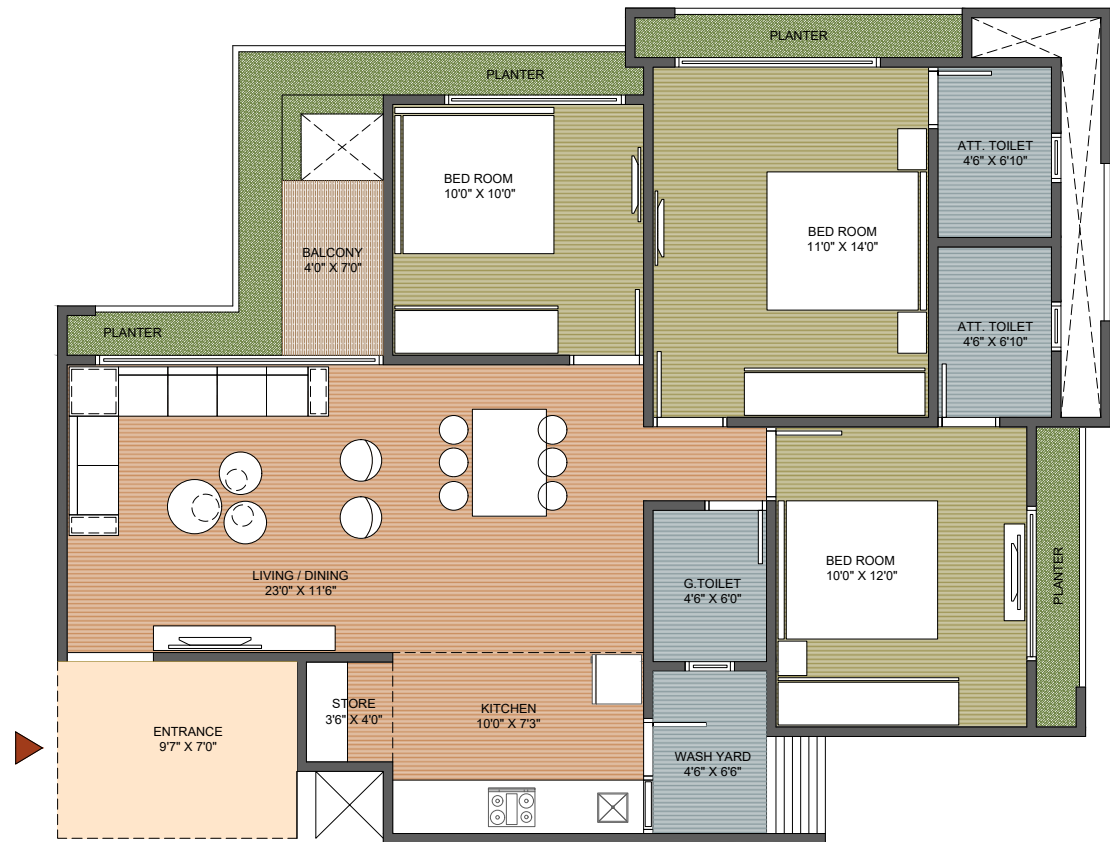 PLANTER
PLANTER
BED ROOM
10'0" X 10'0"
ATT. TOILET
4'6" X 6'10"
BED ROOM
11'0" X 14'0"
BALCONY
4'0" X 7'0"
PLANTER
ATT. TOILET
4'6" X 6'10"
LIVING / DINING
23'0" X 11'6"
G.TOILET
4'6" X 6'0"
BED ROOM
10'0" X 12'0"
PLANTER
ENTRANCE
9'7" X 7'0"
STORE
3'6" X 4'0"
KITCHEN
10'0" X 7'3"
WASH YARD
4'6" X 6'6"